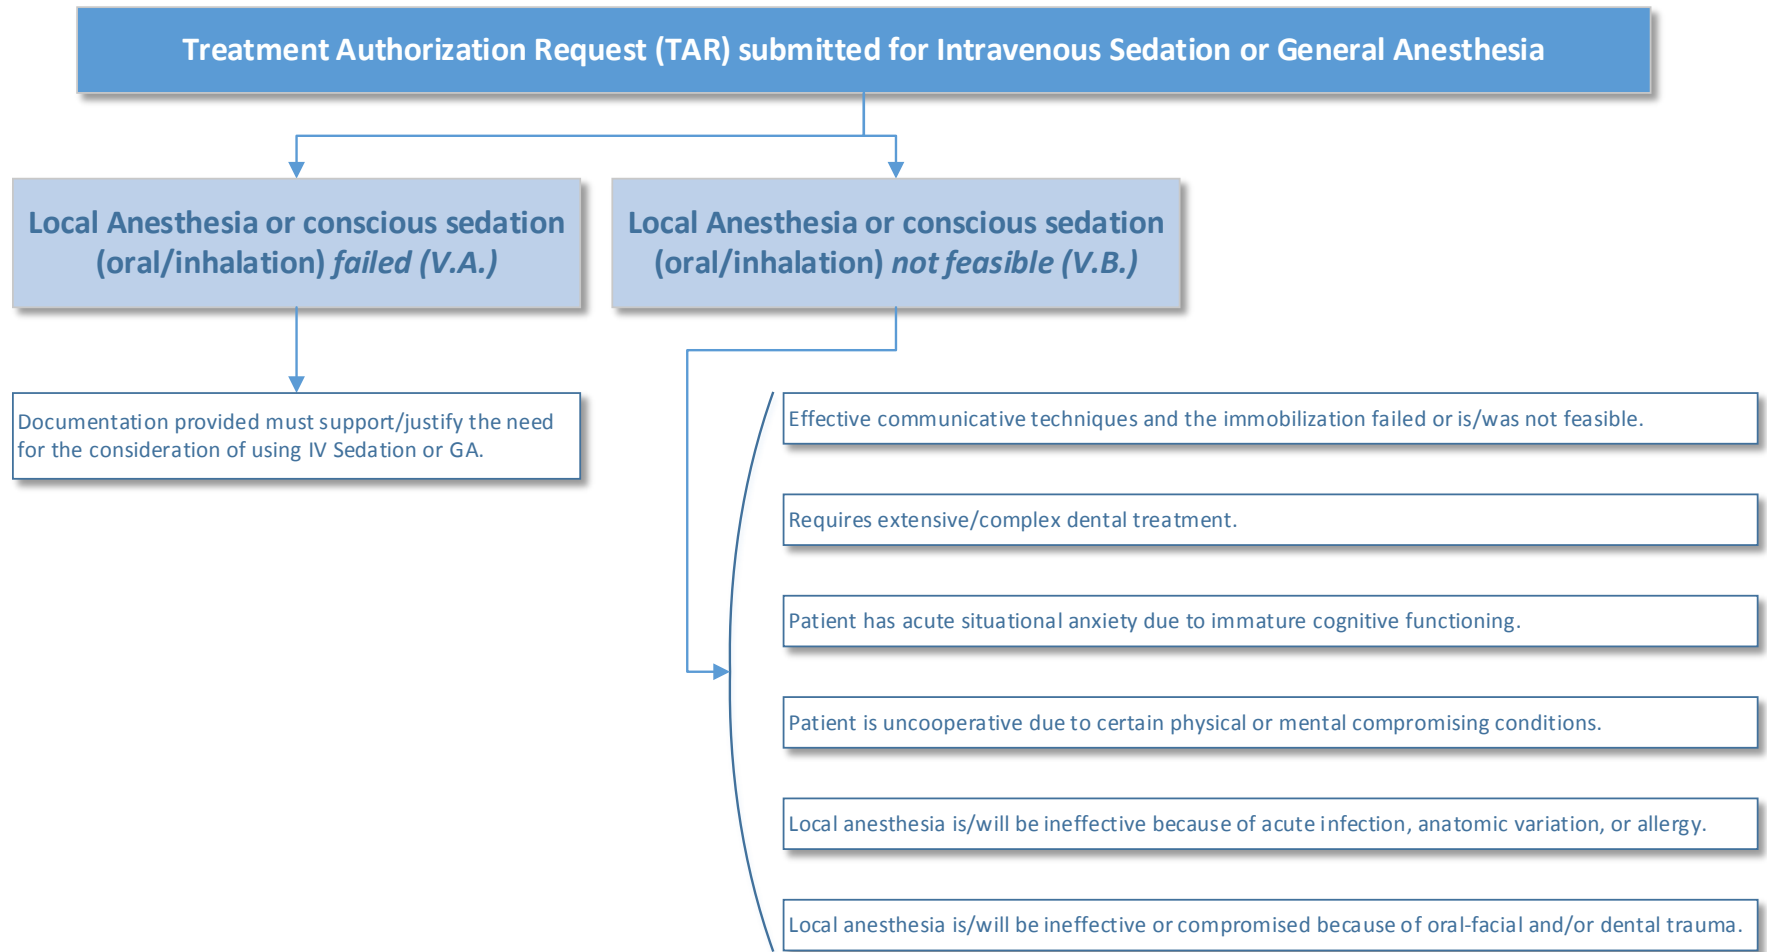 Treatment Authorization Request (TAR) submitted for Intravenous Sedation or General Anesthesia
Local Anesthesia or conscious sedation
(oral/inhalation) failed (V.A.)
Local Anesthesia or conscious sedation
(oral/inhalation) not feasible (V.B.)
Documentation provided must support/justify the need
for the consideration of using IV Sedation or GA.
Effective communicative techniques and the immobilization failed or is/was not feasible.
Requires extensive/complex dental treatment.
Patient has acute situational anxiety due to immature cognitive functioning.
Patient is uncooperative due to certain physical or mental compromising conditions.
Local anesthesia is/will be ineffective because of acute infection, anatomic variation, or allergy.
Local anesthesia is/will be ineffective or compromised because of oral-facial and/or dental trauma.